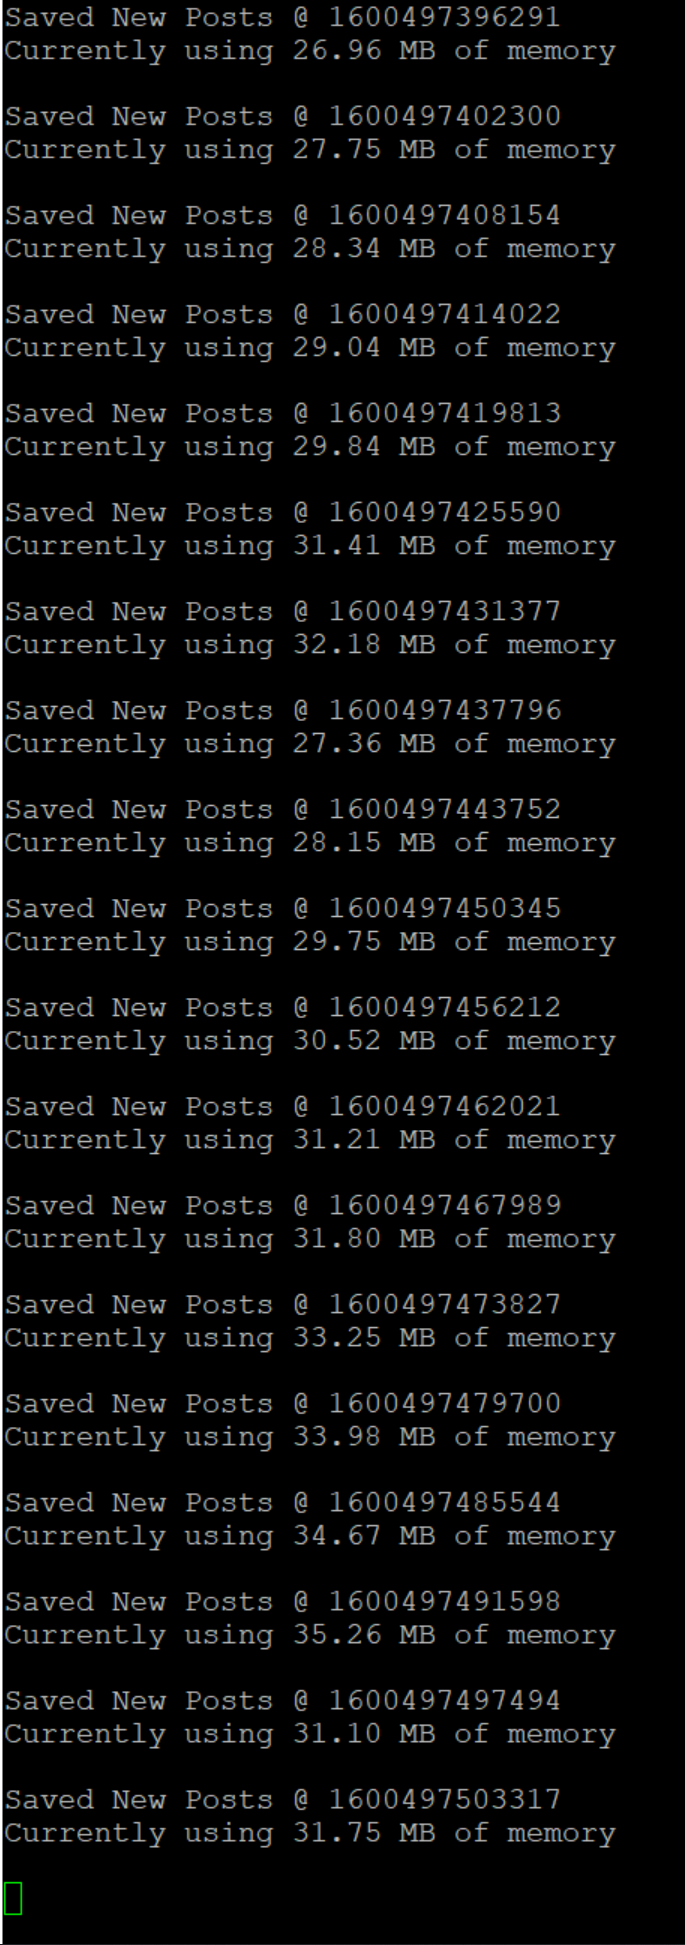 Saved New Posts @ 1600497396291
Currently using 26.96 MB of memory
Saved New Posts @ 1600497402300
Currently using 27.75 MB of memory
Saved New Posts @ 1600497408154
Currently using 28.34 MB of memory
Saved New Posts @ 1600497414022
Currently using 29.04 MB of memory
Saved New Posts @ 1600497419813
Currently using 29.84 MB of memory
Saved New Posts @ 1600497425590
Currently using 31.41 MB of memory
Saved New Posts @ 1600497431377
Currently using 32.18 MB of memory
Saved New Posts @ 1600497437796
Currently using 27.36 MB of memory
Saved New Posts @ 1600497443752
Currently using 28.15 MB of memory
Saved New Posts @ 1600497450345
Currently using 29.75 MB of memory
Saved New Posts @ 1600497456212
Currently using 30.52 MB of memory
Saved New Posts @ 1600497462021
Currently using 31.21 MB of memory
Saved New Posts @ 1600497467989
Currently using 31.80 MB of memory
Saved New Posts @ 1600497473827
Currently using 33.25 MB of memory
Saved New Posts @ 1600497479700
Currently using 33.98 MB of memory
Saved New Posts @ 1600497485544
Currently using 34.67 MB of memory
Saved New Posts @ 1600497491598
Currently using 35.26 MB of memory
Saved New Posts @ 1600497497494
Currently using 31.10 MB of memory
Saved New Posts @ 1600497503317
Currently using 31.75 MB of memory